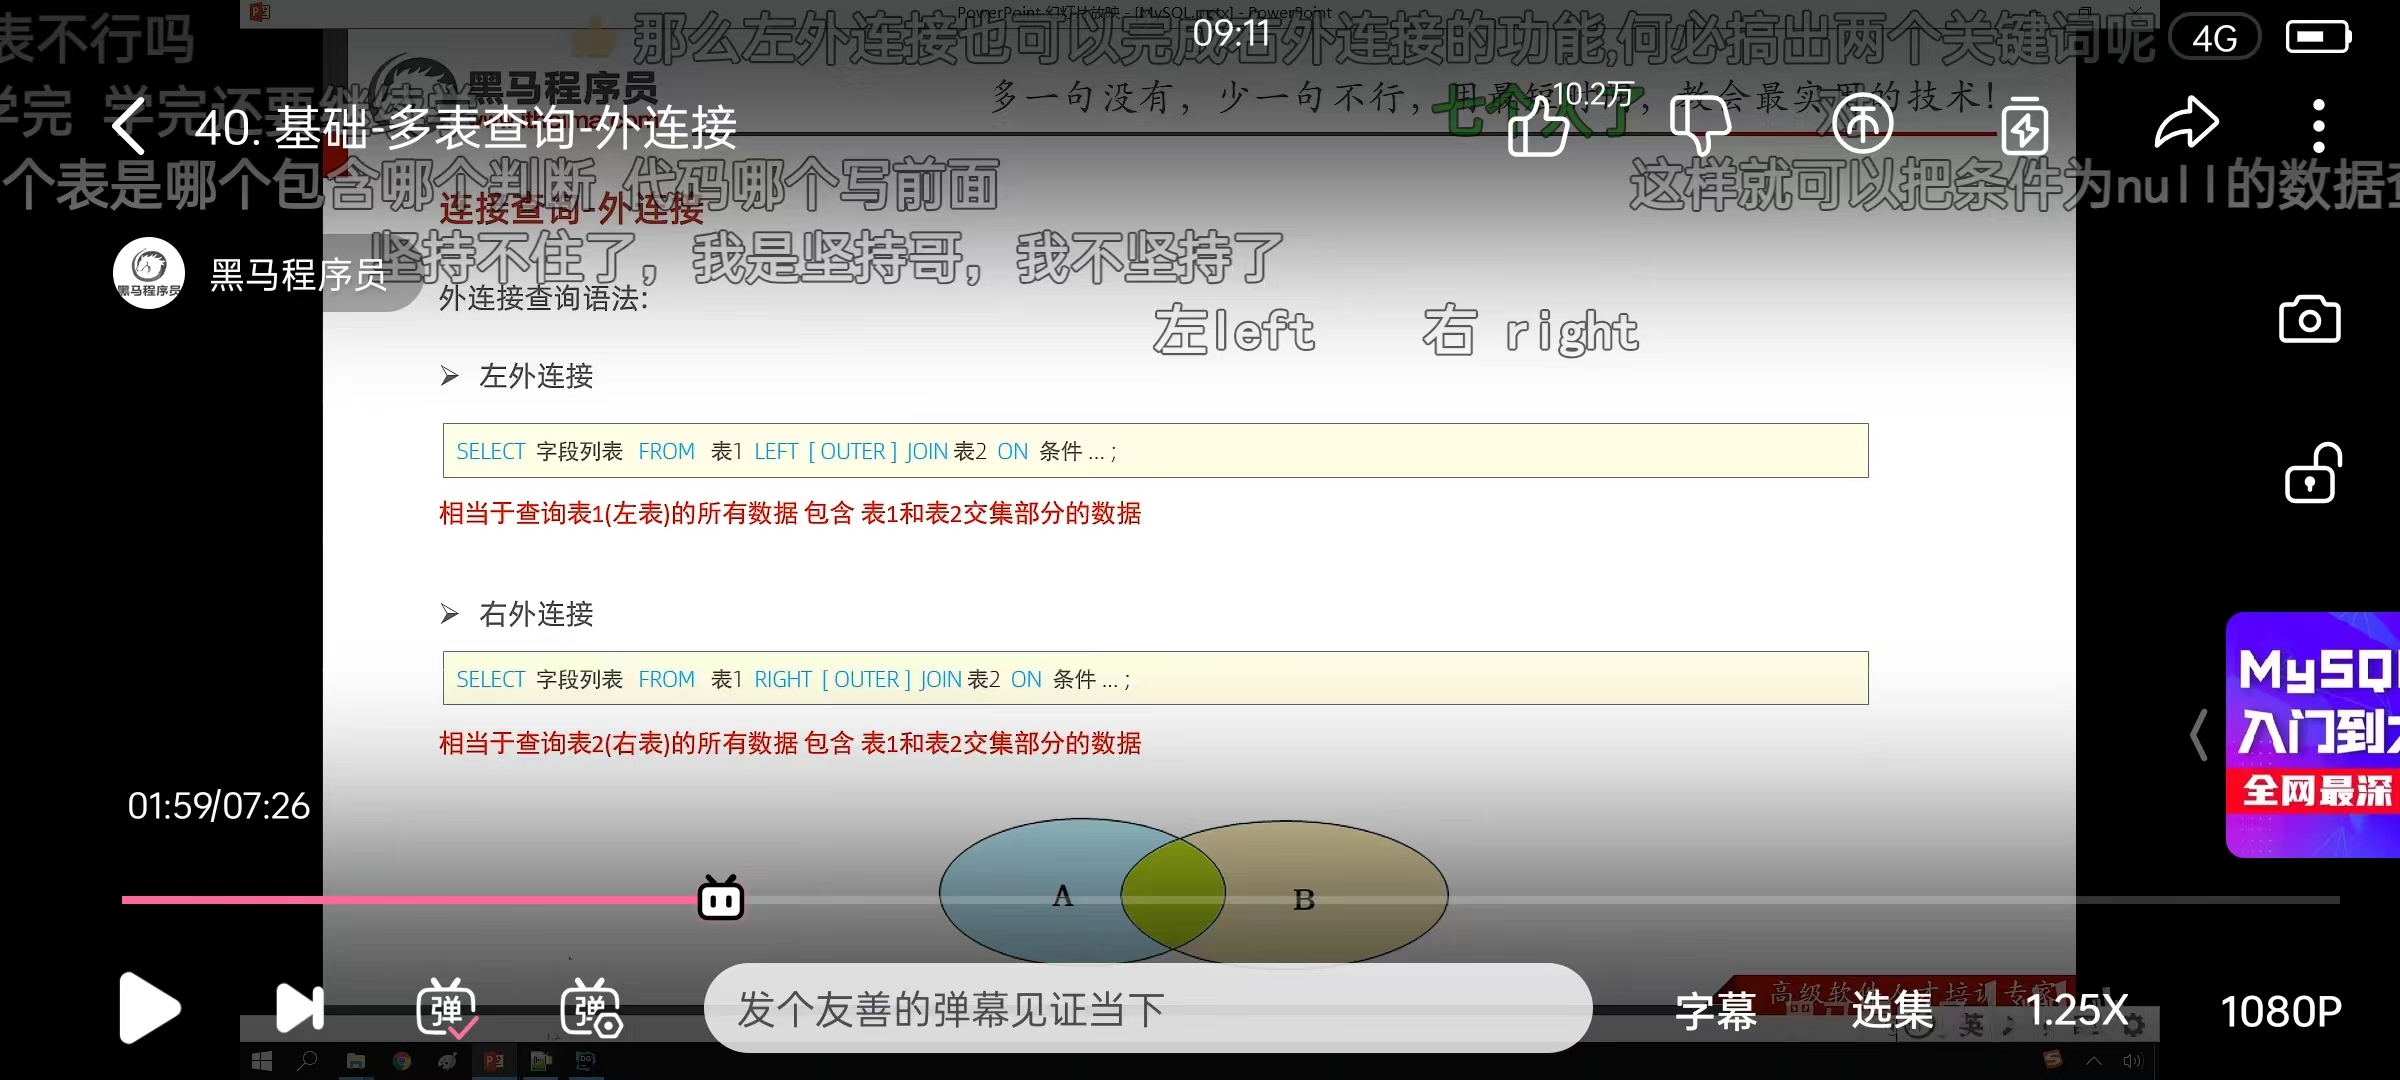 PowerPoint 幻灯片放映 - [MySQL.pptx] - PowerPoint
09:11
4G
表不行吗
那么左外连接也可以完成右外连接的功能,何必搞出两个关键词呢
黑马程序员
多一句没有，少一句不行，用最短时间，教会最实用的技术！
学完 学完还要继续学
七个人了
10.2万
40. 基础-多表查询-外连接
个表是哪个包含哪个判断 代码哪个写前面
这样就可以把条件为null的数据查
连接查询-外连接
坚持不住了，我是坚持哥，我不坚持了
黑马程序员
黑马程序员
外连接查询语法：
左left 右 right
➢ 左外连接
SELECT 字段列表 FROM 表1 LEFT [ OUTER ] JOIN 表2 ON 条件 ... ;
相当于查询表1(左表)的所有数据 包含 表1和表2交集部分的数据
➢ 右外连接
SELECT 字段列表 FROM 表1 RIGHT [ OUTER ] JOIN 表2 ON 条件 ... ;
相当于查询表2(右表)的所有数据 包含 表1和表2交集部分的数据
MySQL
入门到
全网最深
01:59/07:26
A
B
弹
弹
发个友善的弹幕见证当下
高级软件人才培训专家
字幕
选集
1.25X
1080P
英